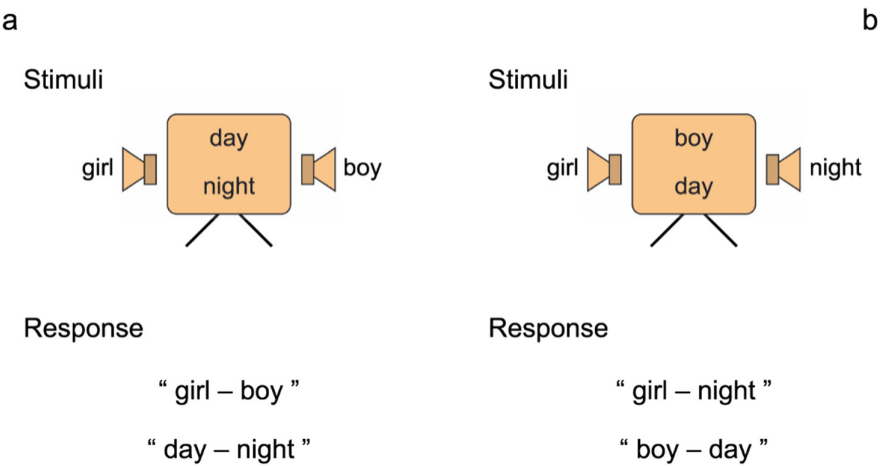 a
Stimuli
day
girl
boy
night
Response
“ girl – boy ”
“ day – night ”
b
Stimuli
boy
girl
night
day
Response
“ girl – night ”
“ boy – day ”